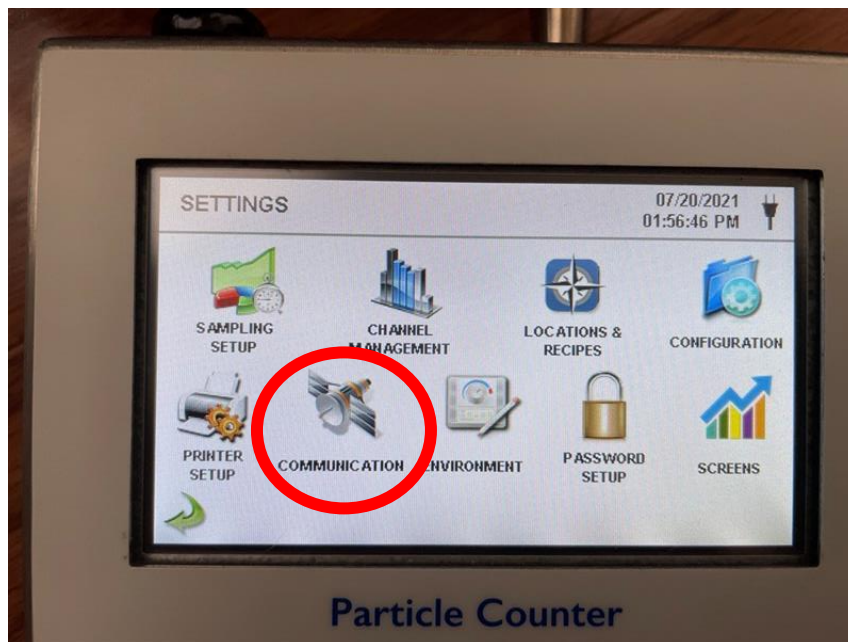 SETTINGS
07/20/2021
01:56:46 PM
SAMPLING
SETUP
CHANNEL
MANAGEMENT
LOCATIONS &
RECIPES
CONFIGURATION
PRINTER
SETUP
COMMUNICATION
ENVIRONMENT
PASSWORD
SETUP
SCREENS
Particle Counter